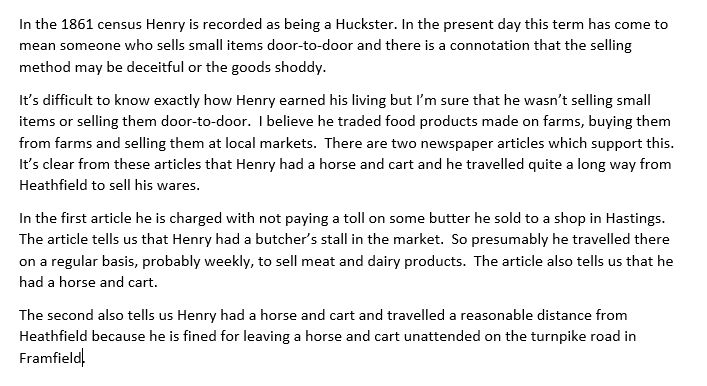 In the 1861 census Henry is recorded as being a Huckster. In the present day this term has come to
mean someone who sells small items door-to-door and there is a connotation that the selling
method may be deceitful or the goods shoddy.
It’s difficult to know exactly how Henry earned his living but I’m sure that he wasn’t selling small
items or selling them door-to-door.  I believe he traded food products made on farms, buying them
from farms and selling them at local markets.  There are two newspaper articles which support this.
It’s clear from these articles that Henry had a horse and cart and he travelled quite a long way from
Heathfield to sell his wares.
In the first article he is charged with not paying a toll on some butter he sold to a shop in Hastings.
The article tells us that Henry had a butcher’s stall in the market.  So presumably he travelled there
on a regular basis, probably weekly, to sell meat and dairy products.  The article also tells us that he
had a horse and cart.
The second also tells us Henry had a horse and cart and travelled a reasonable distance from
Heathfield because he is fined for leaving a horse and cart unattended on the turnpike road in
Framfield.